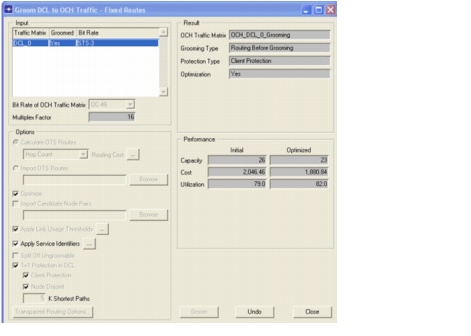 Groom DCL to OCH Traffic - Fixed Routes
Input
Traffic Matrix Groomed Bit Rate
DCL_0 Yes STS-3
Bit Rate of OCH Traffic Matrix OC-48
Multiplex Factor 16
Options
Calculate OTS Routes
Hop Count Routing Cost ...
Import OTS Routes
Browse
Optimize
Import Candidate Node Pairs
Browse
Apply Link Usage Thresholds ...
Apply Service Identifiers ...
Split Off Ungroomable
1+1 Protection in DCL
Client Protection
Node Disjoint
K Shortest Paths
Transparent Routing Options...
Result
OCH Traffic Matrix OCH_DCL_0_Grooming
Grooming Type Routing Before Grooming
Protection Type Client Protection
Optimization Yes
Performance
Initial Optimized
Capacity 26 23
Cost 2,046.46 1,880.84
Utilization 79.0 82.0
Groom Undo Close